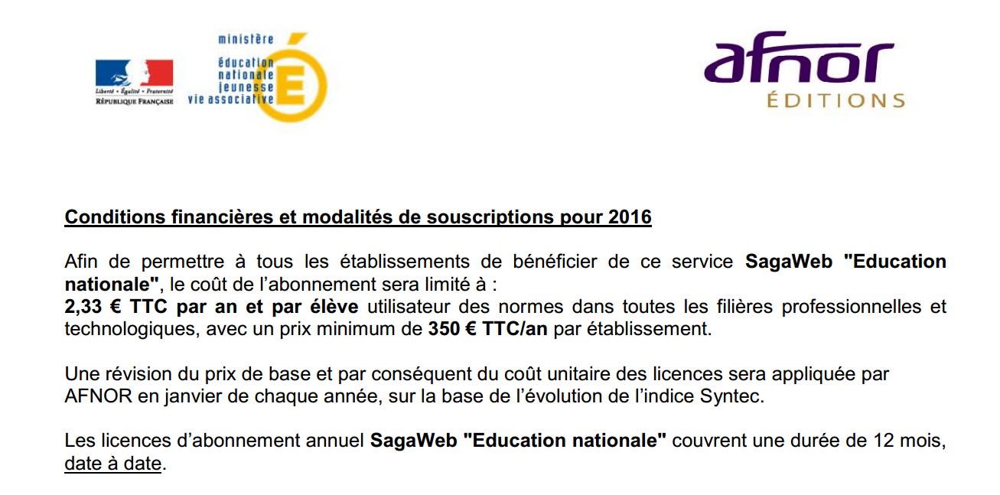 Liberté • Égalité • Fraternité
RÉPUBLIQUE FRANÇAISE
ministère
éducation
nationale
jeunesse
vie associative
É
afnor
ÉDITIONS
Conditions financières et modalités de souscriptions pour 2016
Afin de permettre à tous les établissements de bénéficier de ce service SagaWeb "Education
nationale", le coût de l’abonnement sera limité à :
2,33 € TTC par an et par élève utilisateur des normes dans toutes les filières professionnelles et
technologiques, avec un prix minimum de 350 € TTC/an par établissement.
Une révision du prix de base et par conséquent du coût unitaire des licences sera appliquée par
AFNOR en janvier de chaque année, sur la base de l’évolution de l’indice Syntec.
Les licences d’abonnement annuel SagaWeb "Education nationale" couvrent une durée de 12 mois,
date à date.